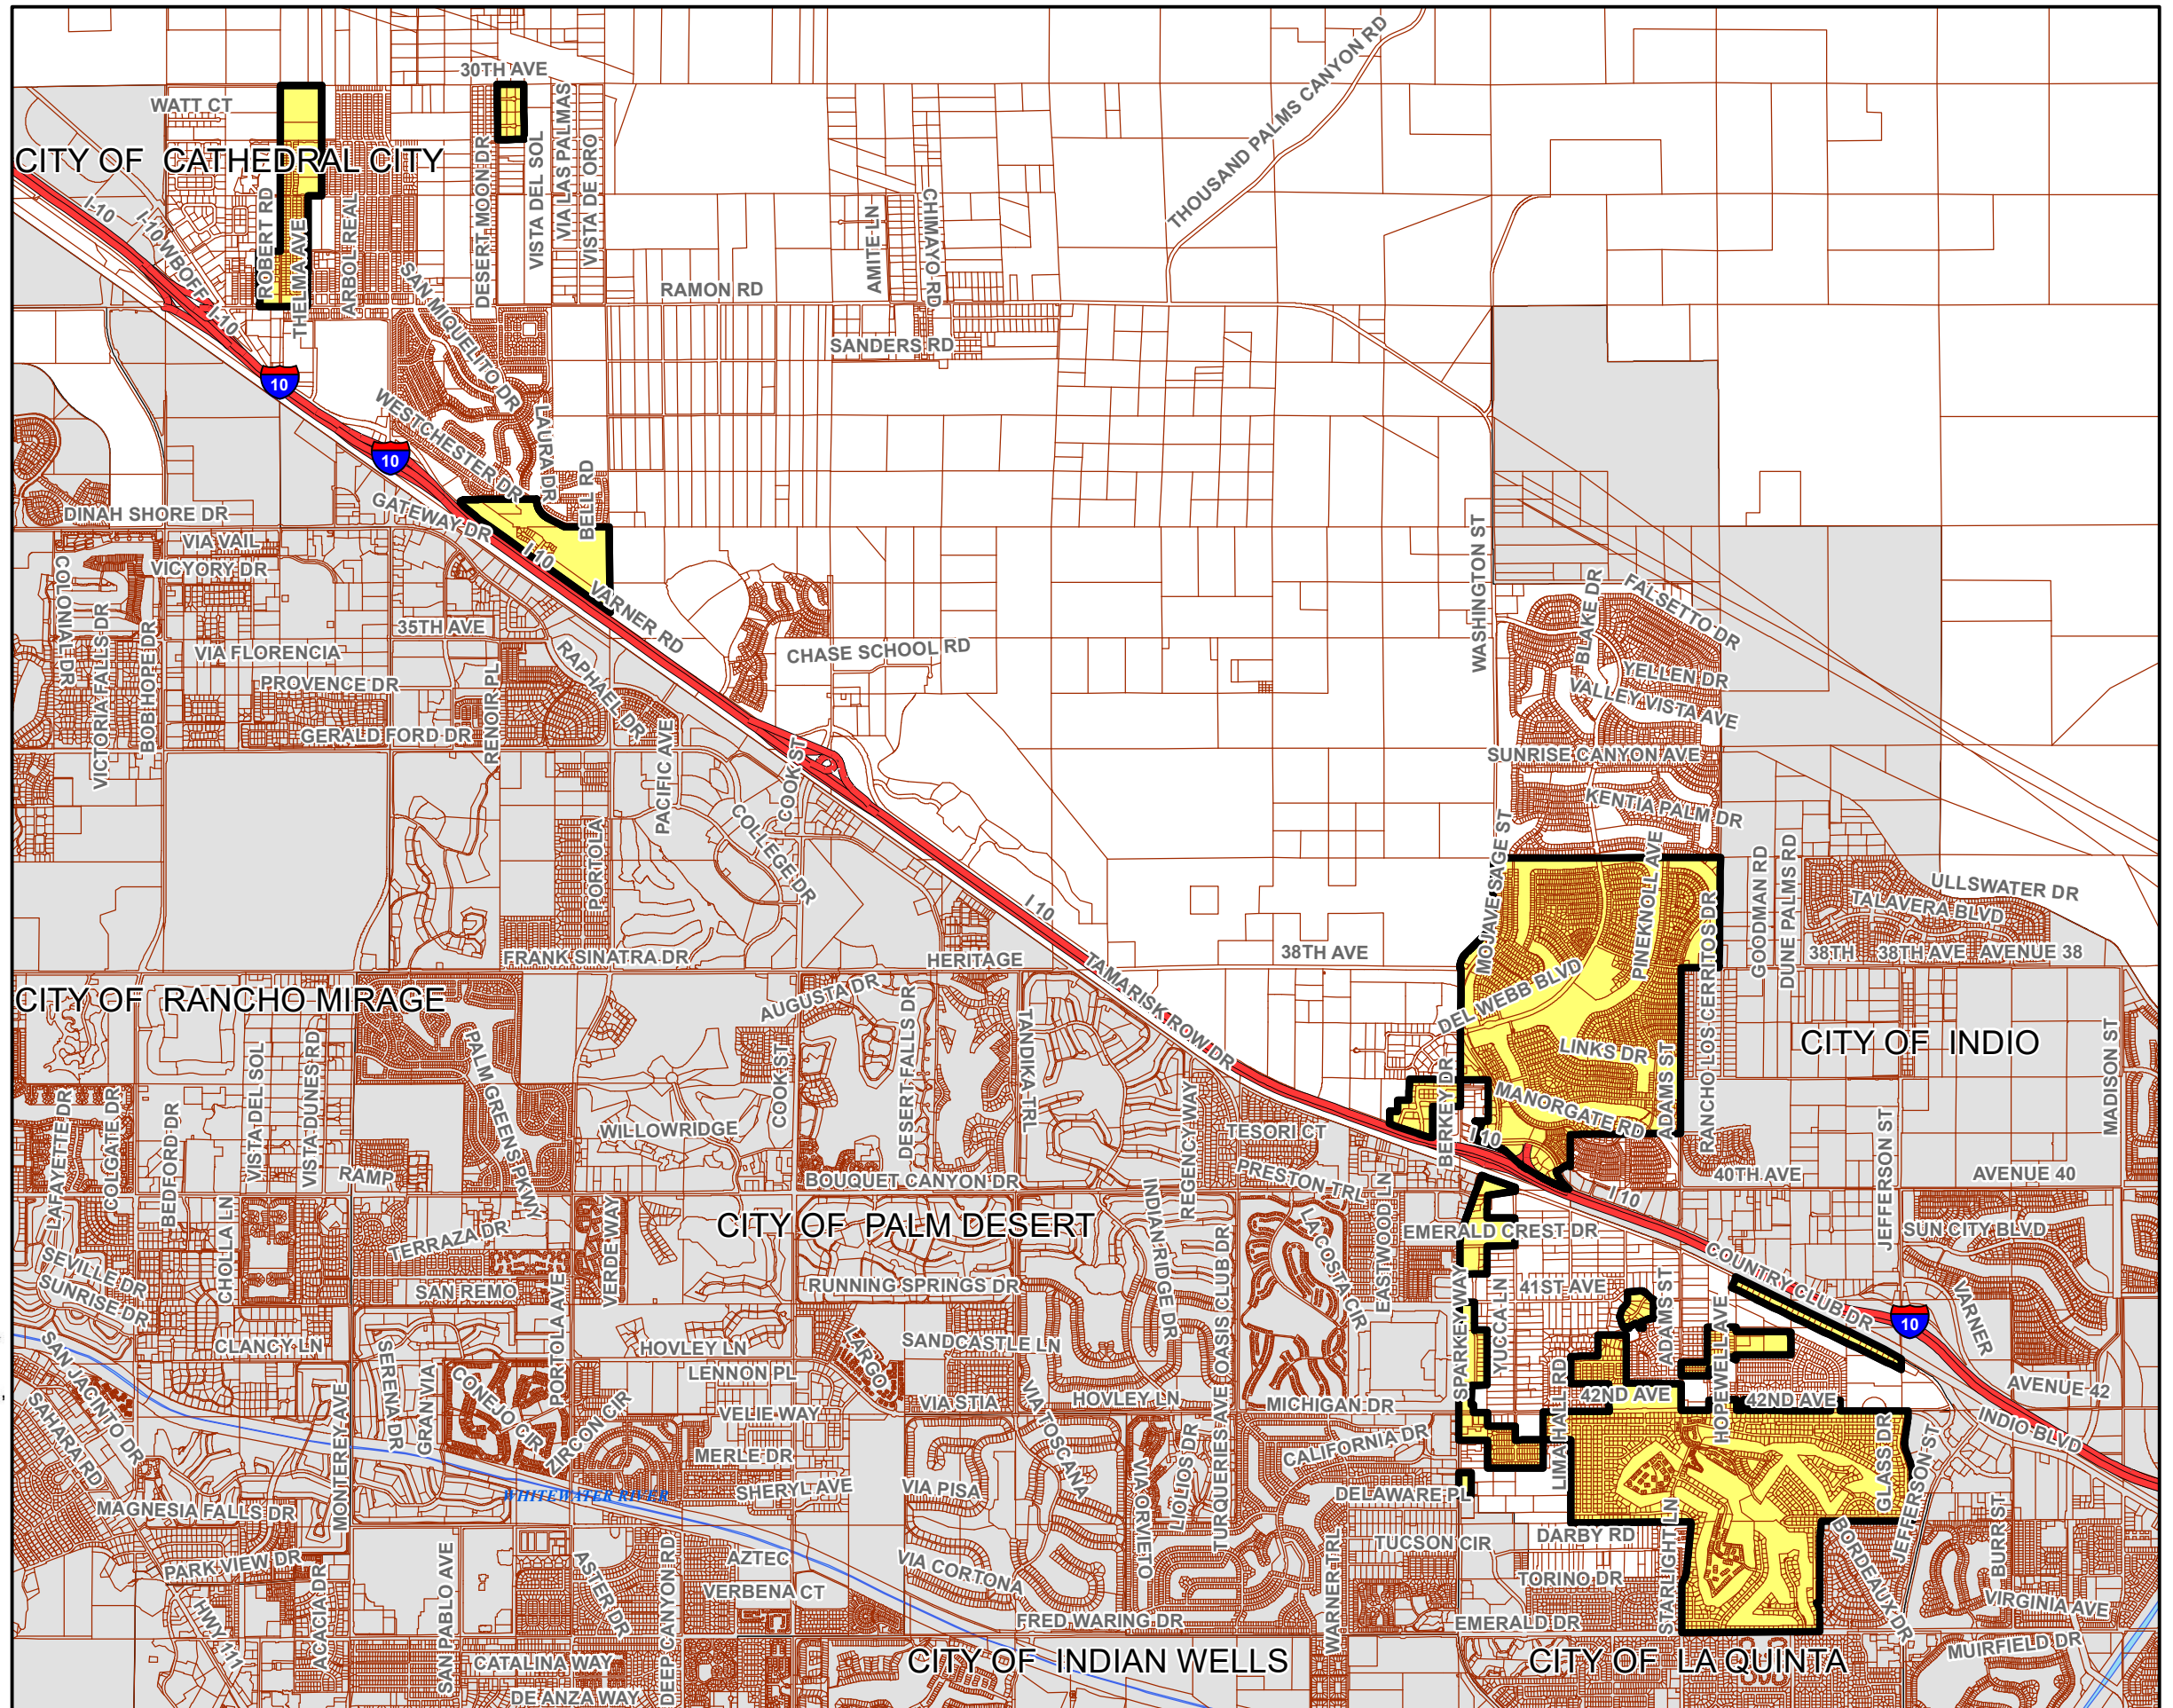 30TH AVE
THOUSAND PALMS CANYON RD
WATT CT
CITY OF CATHEDRAL CITY
I-10
I-10 WBOFF
I-10
ROBERT RD
THELMA AVE
ARBOL REAL
DESERT MOON DR
VISTA DEL SOL
VIA LAS PALMAS
VISTA DE ORO
AMITE LN
CHIMAYO RD
SAN MIQUELITO DR
RAMON RD
SANDERS RD
10
10
WESTCHESTER DR
LAURA DR
BELL RD
GATEWAY DR
DINAH SHORE DR
VIA VAIL
VICYORY DR
I 10
VARNER RD
COLONIAL DR
VICTORIA FALLS DR
BOB HOPE DR
35TH AVE
VIA FLORENCIA
PROVENCE DR
RENOIR PL
RAPHAEL DR
GERALD FORD DR
PACIFIC AVE
CHASE SCHOOL RD
WASHINGTON ST
BLAKE DR
FALSETTO DR
YELLEN DR
VALLEY VISTA AVE
SUNRISE CANYON AVE
KENTIA PALM DR
COOK ST
COLLEGE DR
PORTOLA
MOJAVE SAGE ST
PINEKNOLL AVE
RANCHO LOS CERRITOS DR
GOODMAN RD
DUNE PALMS RD
ULLSWATER DR
TALAVERA BLVD
38TH
38TH AVE
AVENUE 38
I 10
FRANK SINATRA DR
HERITAGE
38TH AVE
TAMARISK ROW DR
CITY OF RANCHO MIRAGE
AUGUSTA DR
DESERT FALLS DR
TANDIKA TRL
DEL WEBB BLVD
LINKS DR
ADAMS ST
CITY OF INDIO
MADISON ST
VISTA DEL SOL
VISTA DUNES RD
PALM GREENS PKWY
COOK ST
WILLOWRIDGE
REGENCY WAY
TESORI CT
BERKEY DR
MANORGATE RD
I 10
LAFAYETTE DR
COLGATE DR
BEDFORD DR
CHOLLA LN
RAMP
BOUQUET CANYON DR
PRESTON TRL
EASTWOOD LN
JEFFERSON ST
40TH AVE
AVENUE 40
I 10
CITY OF PALM DESERT
INDIAN RIDGE DR
LA COSTA CIR
EMERALD CREST DR
SUN CITY BLVD
TERRAZA DR
VERDE WAY
SEVILLE DR
SUNRISE DR
SAN REMO
PORTOLA AVE
RUNNING SPRINGS DR
OASIS CLUB DR
SPARKEY WAY
YUCCA LN
41ST AVE
ADAMS ST
COUNTRY CLUB DR
10
VARNER
CLANCY LN
HOVLEY LN
LARGO
SANDCASTLE LN
SAN JACINTO DR
SERENA DR
GRAN VIA
CONEJO CIR
LENNON PL
VIA STIA
HOVLEY LN
MICHIGAN DR
LIMA HALL RD
42ND AVE
HOPEWELL AVE
42ND AVE
AVENUE 42
INDIO BLVD
SAHARA RD
MONTEREY AVE
ZIRCON CIR
VELIE WAY
MERLE DR
SHERYL AVE
VIA PISA
VIA TOSCANA
VIA ORVIETO
LIOLIOS DR
TURQUERIES AVE
CALIFORNIA DR
DELAWARE PL
GLASS DR
JEFFERSON ST
WHITEWATER RIVER
MAGNESIA FALLS DR
PARK VIEW DR
HWY 111
ACACIA DR
SAN PABLO AVE
ASTER DR
DEEP CANYON RD
AZTEC
VERBENA CT
VIA CORTONA
FRED WARING DR
WARNER TRL
TUCSON CIR
DARBY RD
TORINO DR
EMERALD DR
STARLIGHT LN
BORDEAUX DR
BURR ST
VIRGINIA AVE
MUIRFIELD DR
CATALINA WAY
DE ANZA WAY
CITY OF INDIAN WELLS
CITY OF LA QUINTA